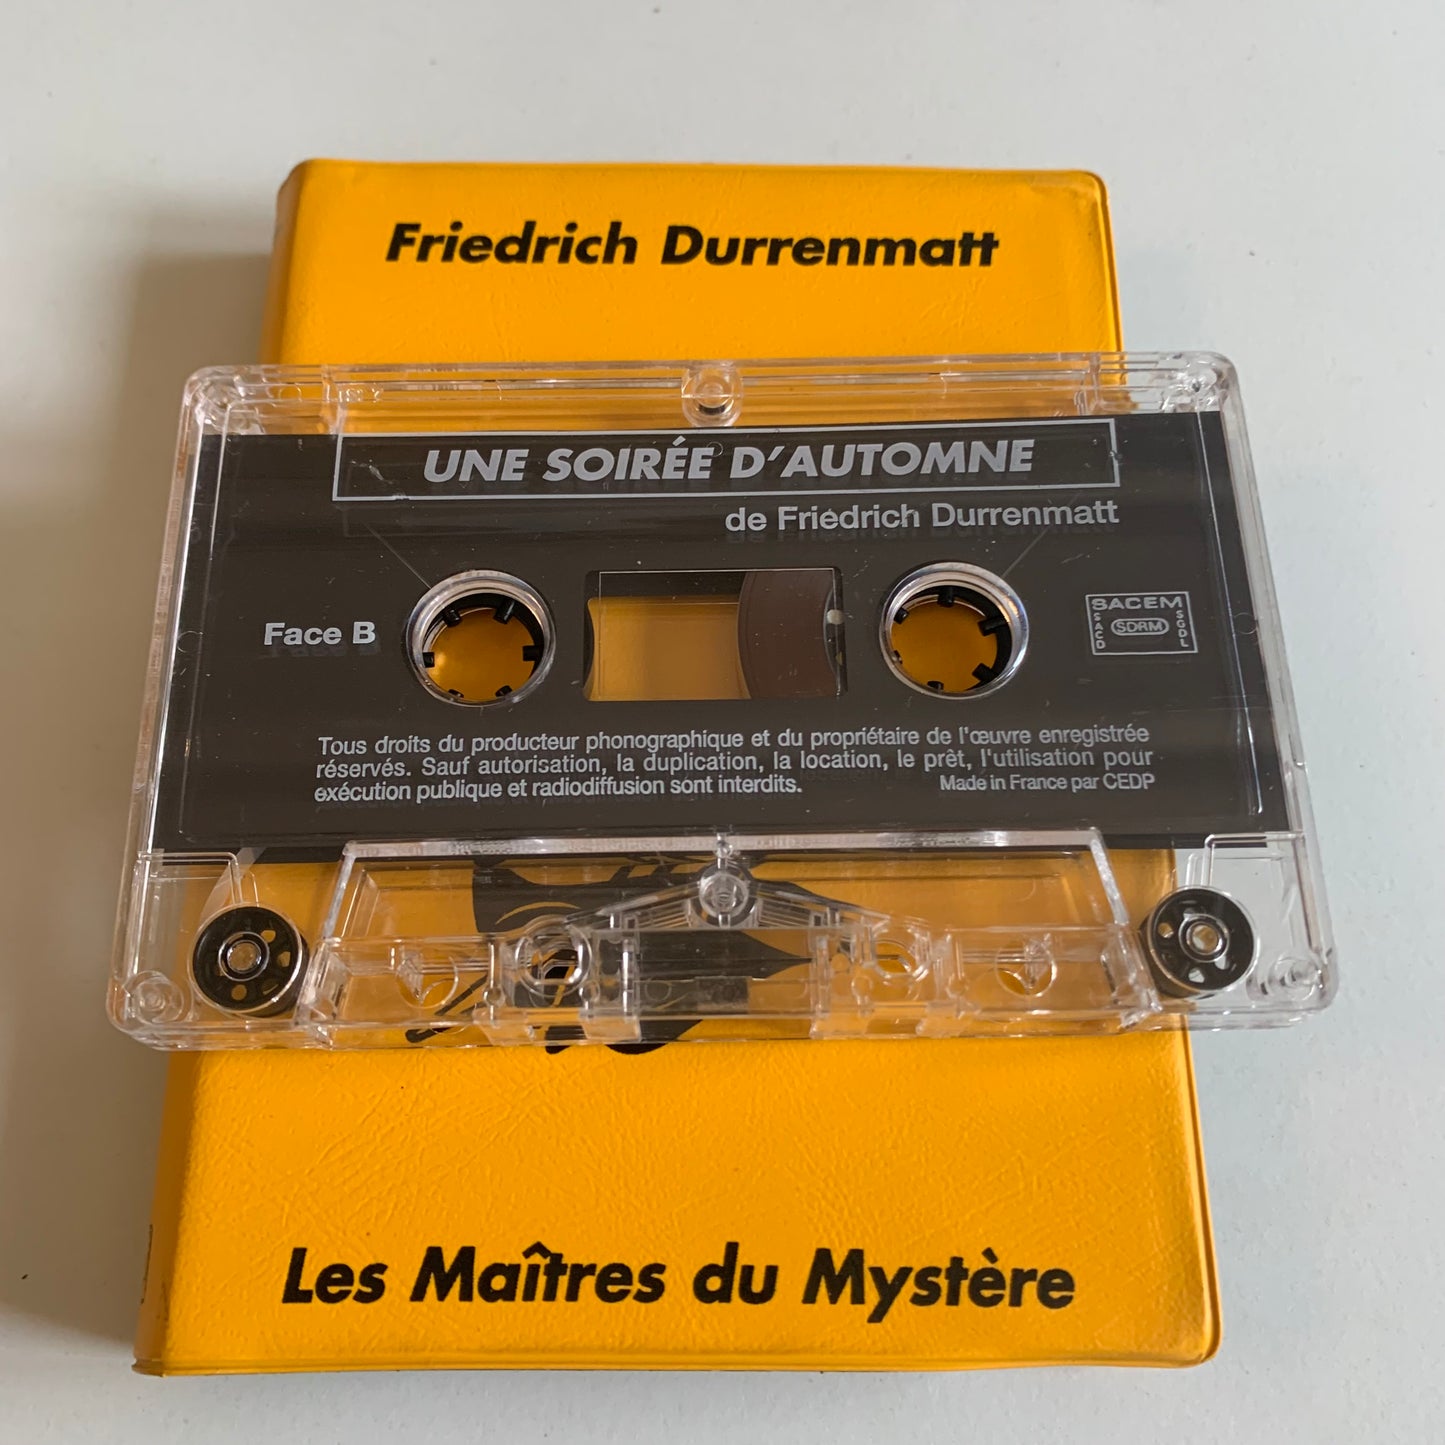 Friedrich Durrenmatt
UNE SOIRÉE D'AUTOMNE
de Friedrich Durrenmatt
Face B
SACEM
SACD
SDRM
SGDL
Tous droits du producteur phonographique et du propriétaire de l'œuvre enregistrée
réservés. Sauf autorisation, la duplication, la location, le prêt, l'utilisation pour
exécution publique et radiodiffusion sont interdits.
Made in France par CEDP
Les Maîtres du Mystère